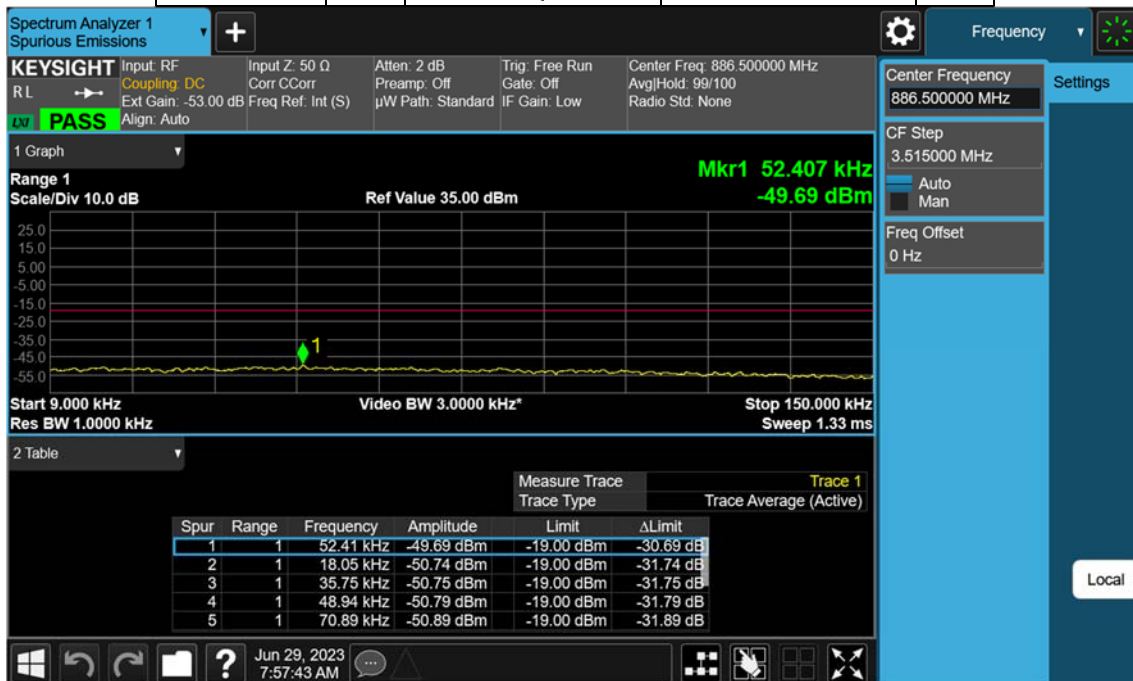 Spectrum Analyzer 1
Spurious Emissions
+
Frequency
KEYSIGHT
RL
LXI
PASS
Input: RF
Coupling: DC
Ext Gain: -53.00 dB
Align: Auto
Input Z: 50 Ω
Corr CCorr
Freq Ref: Int (S)
Atten: 2 dB
Preamp: Off
µW Path: Standard
Trig: Free Run
Gate: Off
IF Gain: Low
Center Freq: 886.500000 MHz
Avg|Hold: 99/100
Radio Std: None
Center Frequency
886.500000 MHz
Settings
CF Step
3.515000 MHz
Auto
Man
Freq Offset
0 Hz
1 Graph
Range 1
Scale/Div 10.0 dB
Ref Value 35.00 dBm
Mkr1 52.407 kHz
-49.69 dBm
25.0
15.0
5.00
-5.00
-15.0
-25.0
-35.0
-45.0
-55.0
1
Start 9.000 kHz
Video BW 3.0000 kHz*
Stop 150.000 kHz
Res BW 1.0000 kHz
Sweep 1.33 ms
2 Table
Measure Trace Trace 1
Trace Type Trace Average (Active)
Spur Range Frequency Amplitude Limit ΔLimit
1 1 52.41 kHz -49.69 dBm -19.00 dBm -30.69 dB
2 1 18.05 kHz -50.74 dBm -19.00 dBm -31.74 dB
3 1 35.75 kHz -50.75 dBm -19.00 dBm -31.75 dB
4 1 48.94 kHz -50.79 dBm -19.00 dBm -31.79 dB
5 1 70.89 kHz -50.89 dBm -19.00 dBm -31.89 dB
Local
?
Jun 29, 2023
7:57:43 AM